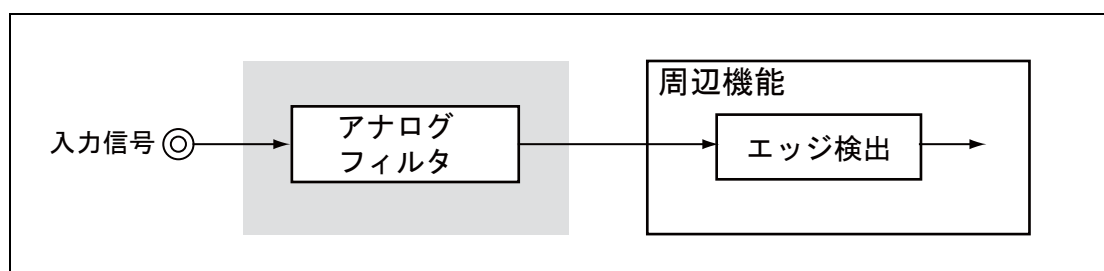 周辺機能
入力信号
アナログ
フィルタ
エッジ検出